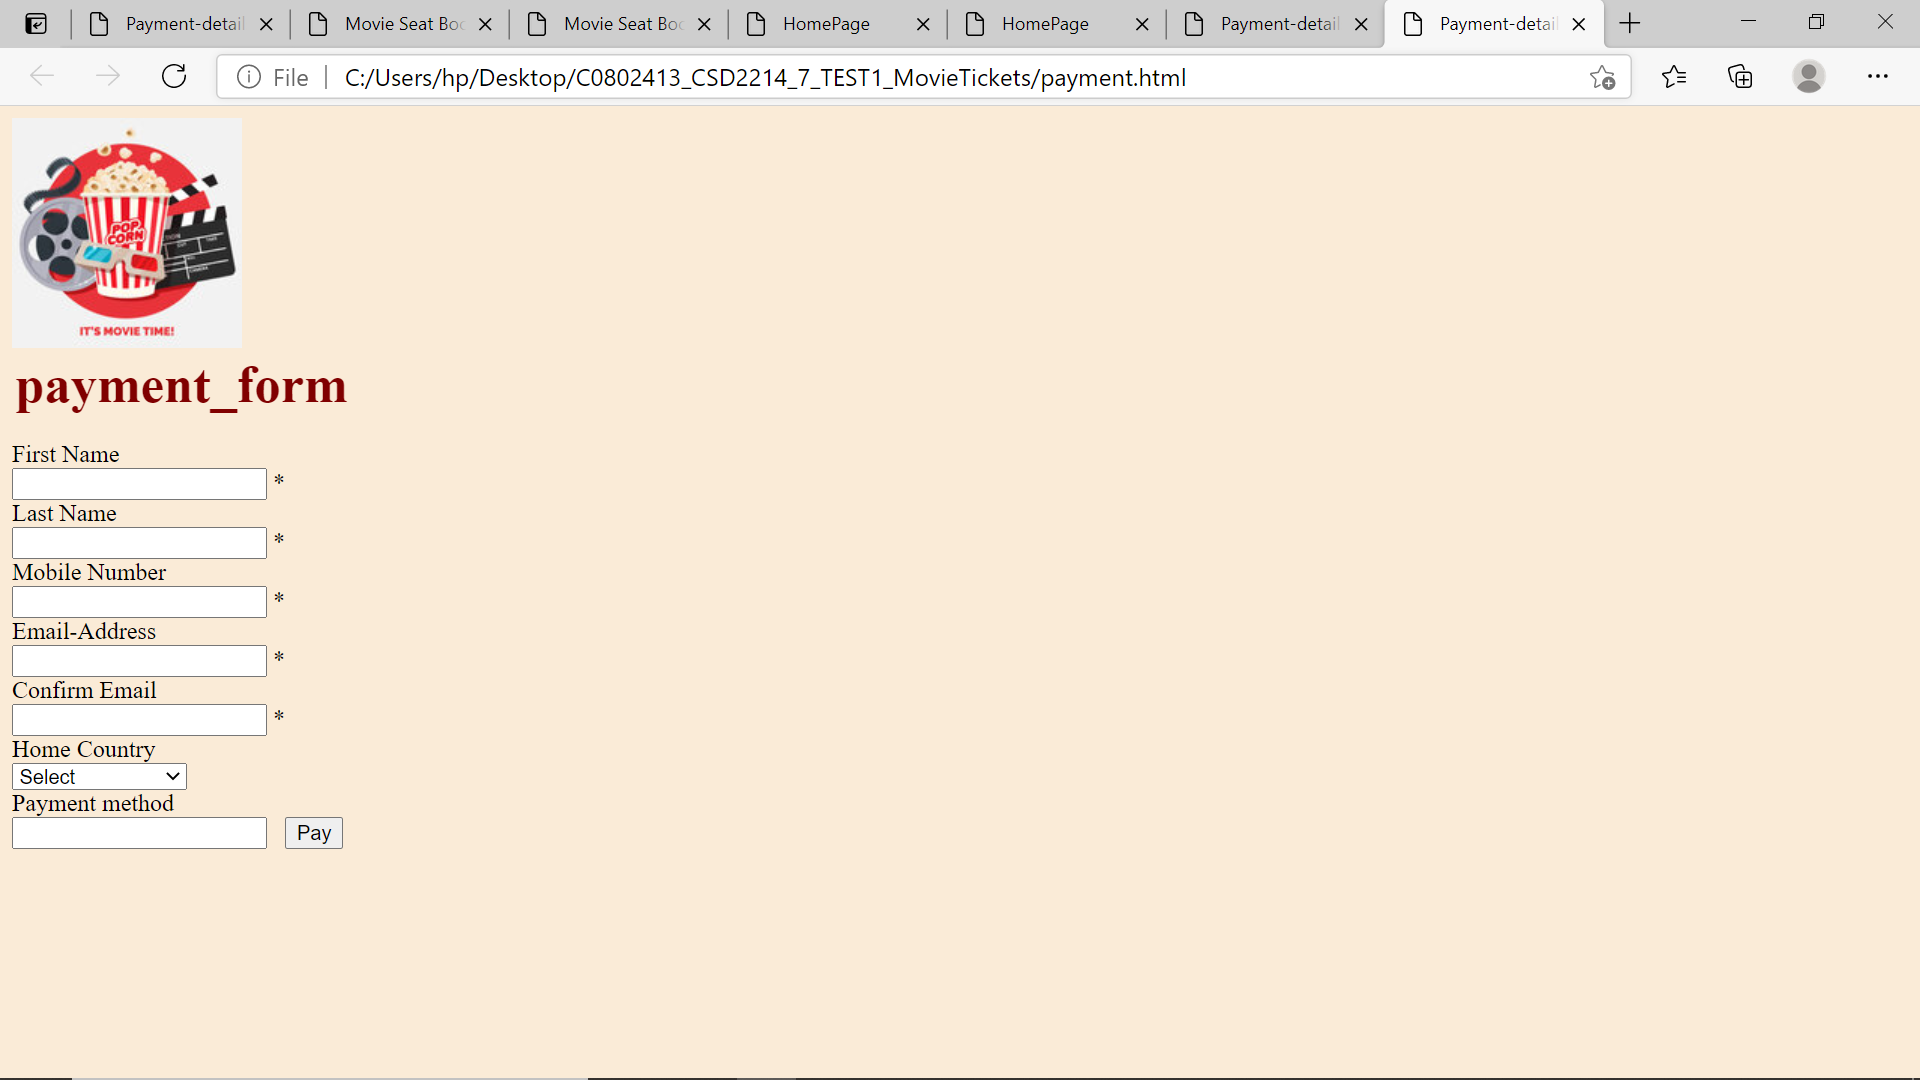 Payment-detail
Movie Seat Boo
Movie Seat Boo
HomePage
HomePage
Payment-detail
Payment-detail
File
C:/Users/hp/Desktop/C0802413_CSD2214_7_TEST1_MovieTickets/payment.html
POP
CORN
IT'S MOVIE TIME!
payment_form
First Name
*
Last Name
*
Mobile Number
*
Email-Address
*
Confirm Email
*
Home Country
Select
Payment method
Pay